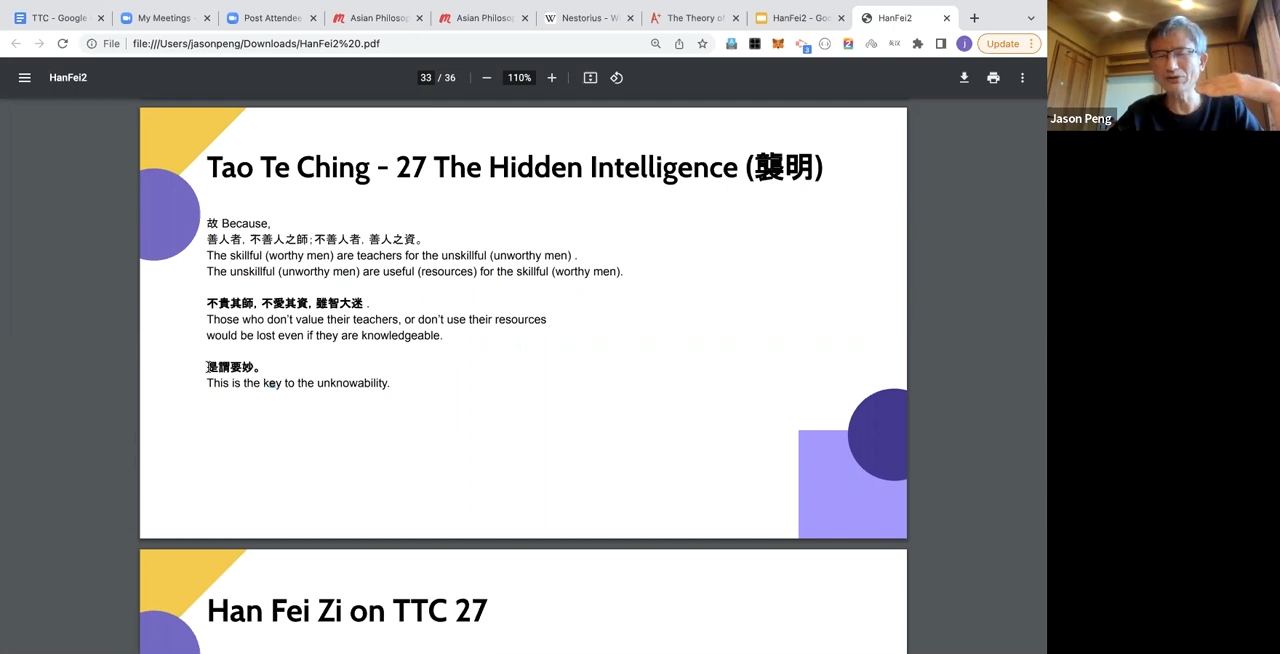 TTC - Google
My Meetings -
Post Attendee
Asian Philosop
Asian Philosop
Nestorius - Wi
The Theory of
HanFei2 - Goo
HanFei2
File
file:///Users/jasonpeng/Downloads/HanFei2%20.pdf
3
2
j
Update
HanFei2
33 / 36
110%
Jason Peng
Tao Te Ching - 27 The Hidden Intelligence (襲明)
故 Because,
善人者, 不善人之師; 不善人者, 善人之資。
The skillful (worthy men) are teachers for the unskillful (unworthy men) .
The unskillful (unworthy men) are useful (resources) for the skillful (worthy men).
不貴其師, 不愛其資, 雖智大迷 .
Those who don't value their teachers, or don't use their resources
would be lost even if they are knowledgeable.
是謂要妙。
This is the key to the unknowability.
Han Fei Zi on TTC 27